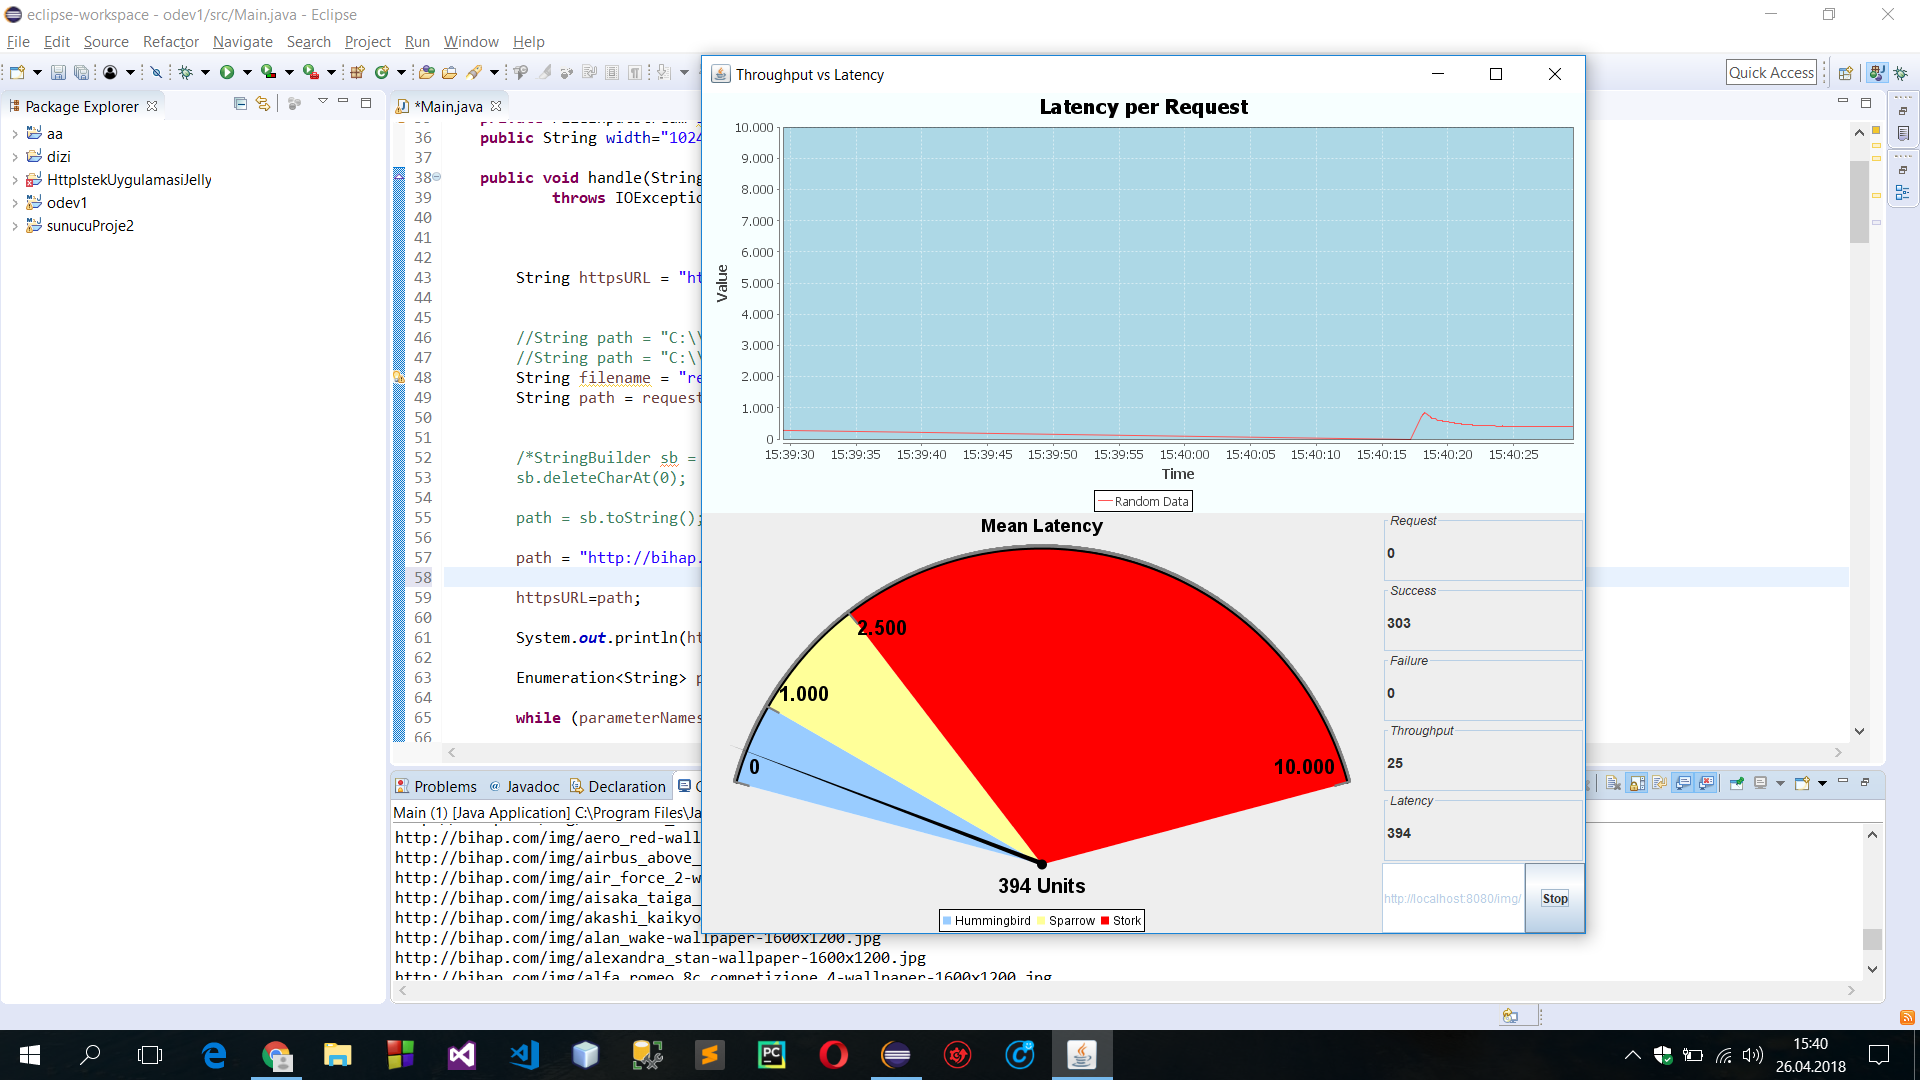 eclipse-workspace - odev1/src/Main.java - Eclipse
File Edit Source Refactor Navigate Search Project Run Window Help
Quick Access
Package Explorer
aa
dizi
HttpIstekUygulamasiJelly
odev1
sunucuProje2
*Main.java
36 public String width="1024
37
38 public void handle(String
39 throws IOExceptio
40
41
42
43 String httpsURL = "ht
44
45
46 //String path = "C:\\
47 //String path = "C:\\
48 String filename = "re
49 String path = request
50
51
52 /*StringBuilder sb =
53 sb.deleteCharAt(0);
54
55 path = sb.toString();
56
57 path = "http://bihap.
58
59 httpsURL=path;
60
61 System.out.println(ht
62
63 Enumeration<String> p
64
65 while (parameterNames
66
Throughput vs Latency
Latency per Request
10.000
9.000
8.000
7.000
6.000
5.000
4.000
3.000
2.000
1.000
0
Value
15:39:30 15:39:35 15:39:40 15:39:45 15:39:50 15:39:55 15:40:00 15:40:05 15:40:10 15:40:15 15:40:20 15:40:25
Time
Random Data
Mean Latency
0
1.000
2.500
10.000
394 Units
Hummingbird Sparrow Stork
Request
0
Success
303
Failure
0
Throughput
25
Latency
394
http://localhost:8080/img/
Stop
Problems @ Javadoc Declaration C
Main (1) [Java Application] C:\Program Files\Ja
http://bihap.com/img/aero_red-wall
http://bihap.com/img/airbus_above_
http://bihap.com/img/air_force_2-w
http://bihap.com/img/aisaka_taiga_
http://bihap.com/img/akashi_kaikyo
http://bihap.com/img/alan_wake-wallpaper-1600x1200.jpg
http://bihap.com/img/alexandra_stan-wallpaper-1600x1200.jpg
http://bihap.com/img/alfa_romeo_8c_competizione_4-wallpaper-1600x1200.jpg
15:40
26.04.2018